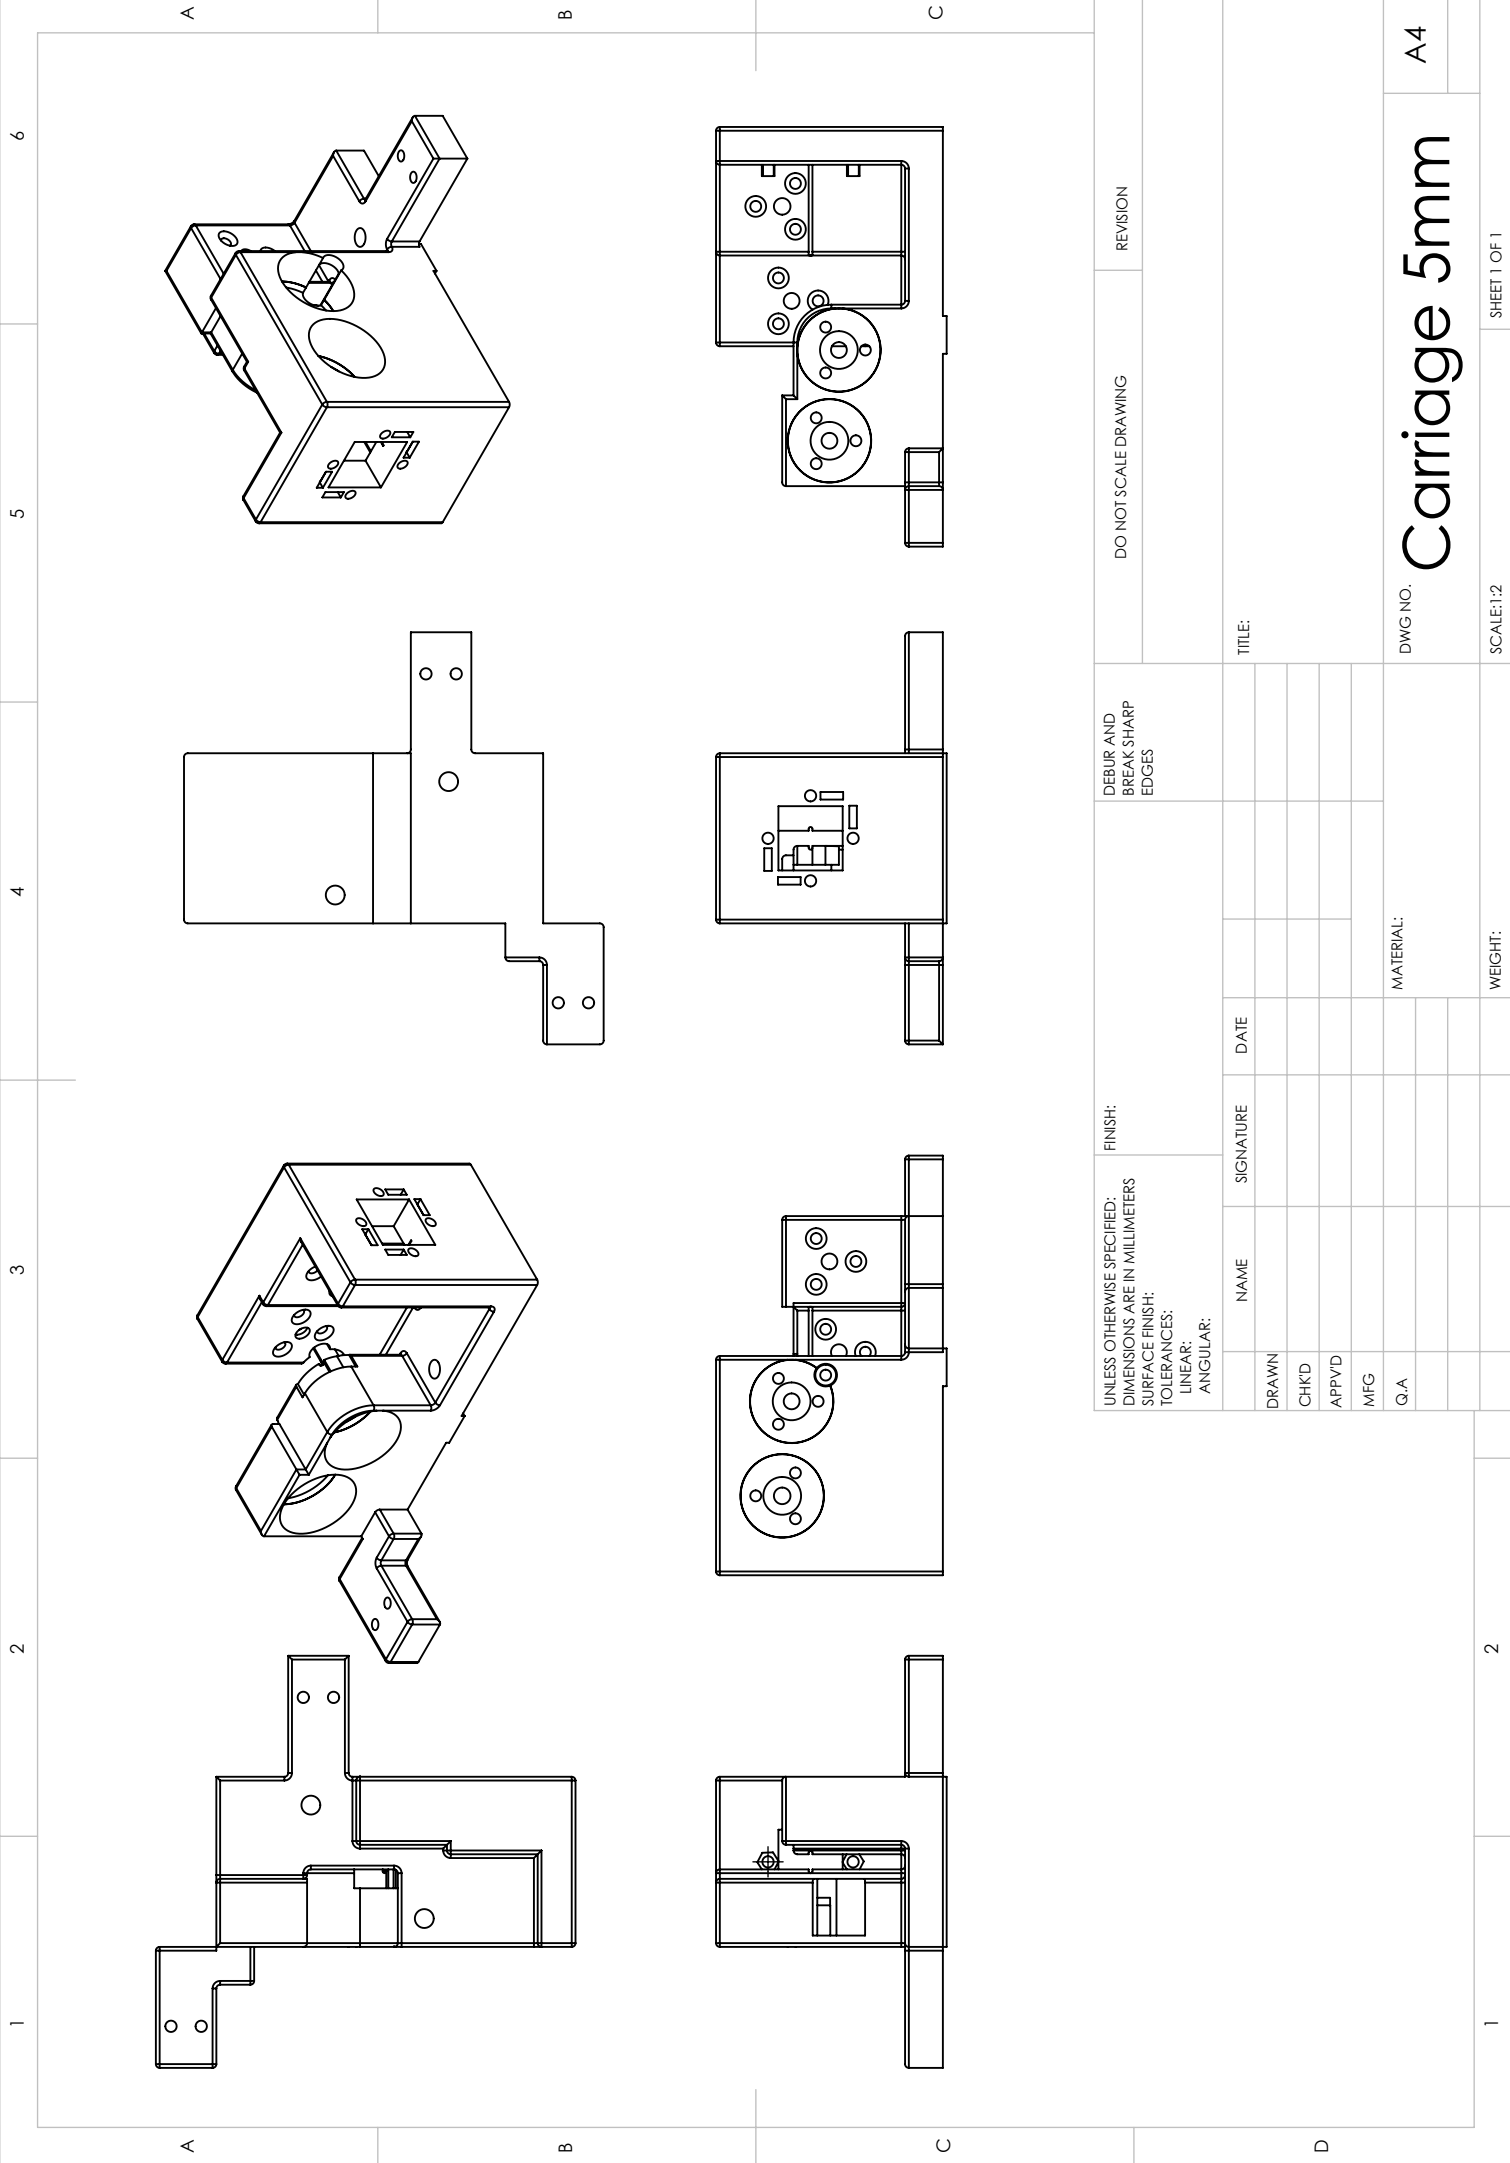 1
2
3
4
5
6
A
A
B
B
C
C
D
1
2
UNLESS OTHERWISE SPECIFIED:
DIMENSIONS ARE IN MILLIMETERS
SURFACE FINISH:
TOLERANCES:
LINEAR:
ANGULAR:
FINISH:
DEBUR AND
BREAK SHARP
EDGES
DO NOT SCALE DRAWING
REVISION
NAME
SIGNATURE
DATE
DRAWN
CHK'D
APPV'D
MFG
Q.A
TITLE:
MATERIAL:
DWG NO.
Carriage 5mm
A4
WEIGHT:
SCALE:1:2
SHEET 1 OF 1